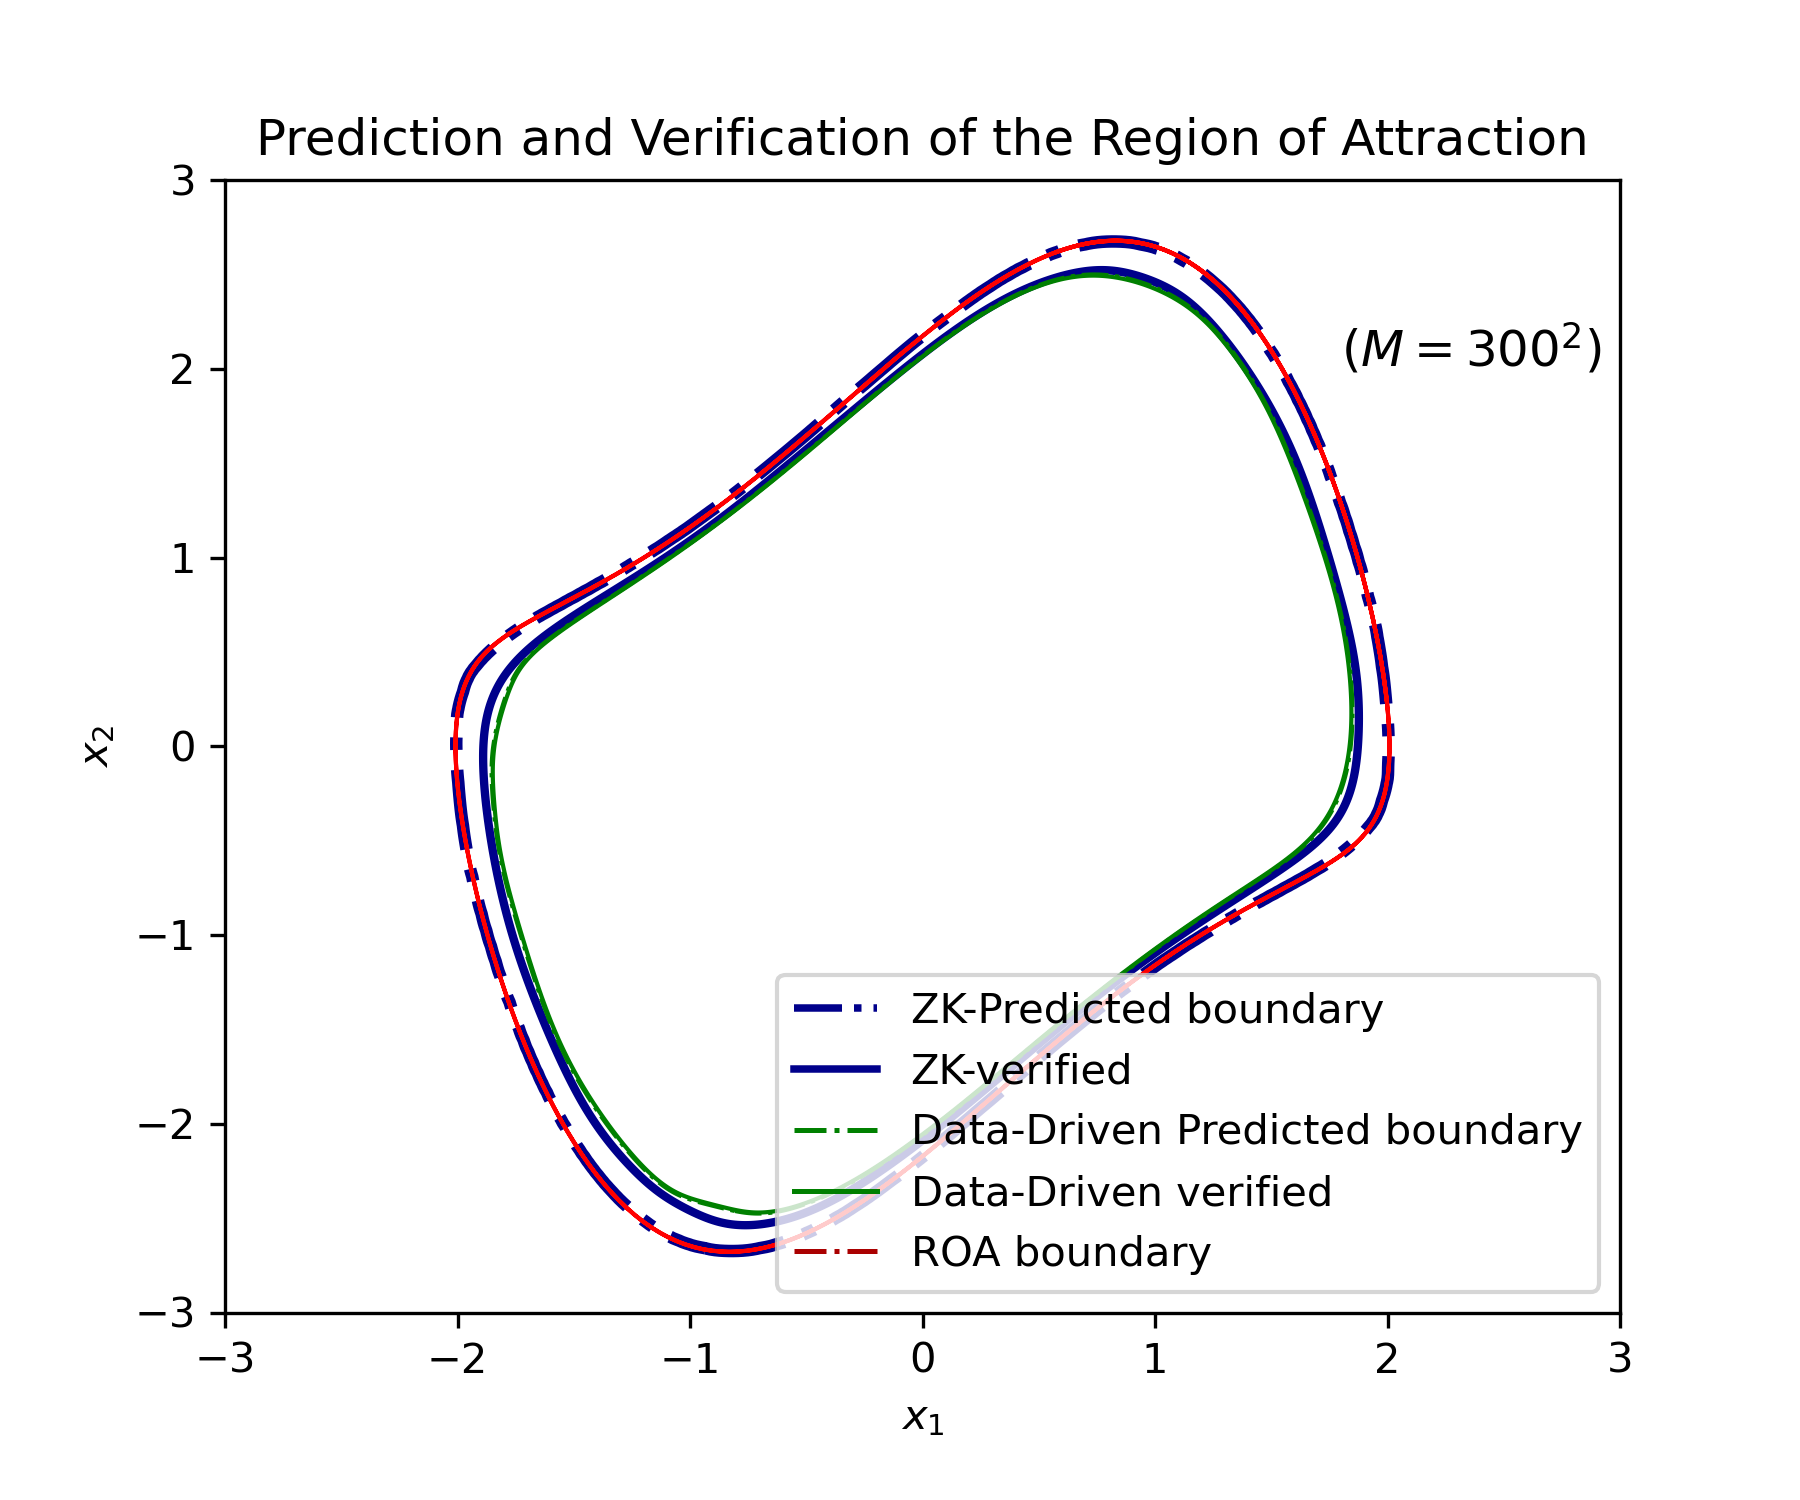 Prediction and Verification of the Region of Attraction
3
2
1
0
−1
−2
−3
x₂
(M = 300²)
ZK-Predicted boundary
ZK-verified
Data-Driven Predicted boundary
Data-Driven verified
ROA boundary
−3 −2 −1 0 1 2 3
x₁